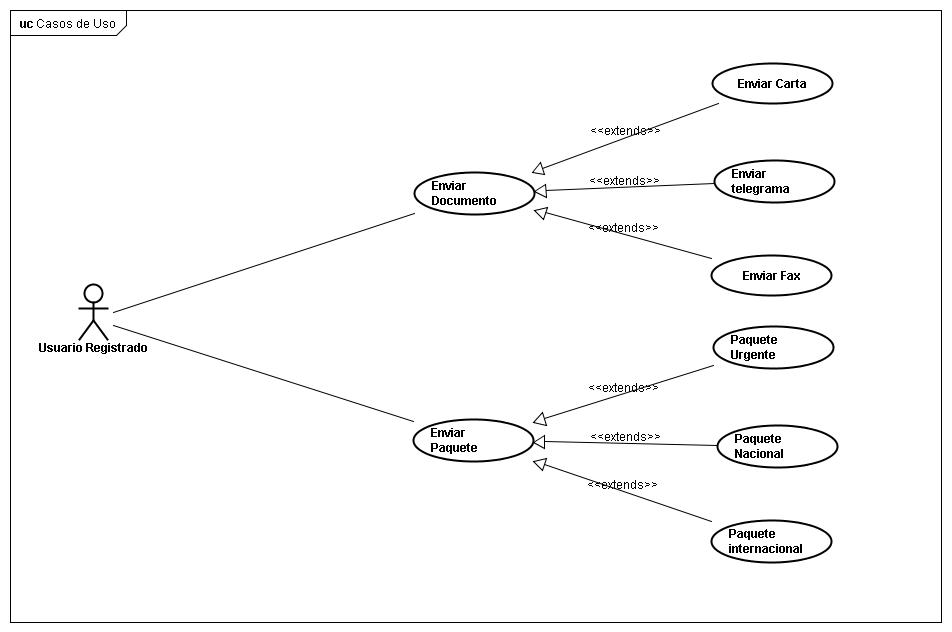 uc Casos de Uso
Enviar Carta
<<extends>>
Enviar
telegrama
<<extends>>
Enviar
Documento
<<extends>>
Enviar Fax
Usuario Registrado
Paquete
Urgente
<<extends>>
Enviar
Paquete
<<extends>>
Paquete
Nacional
<<extends>>
Paquete
internacional